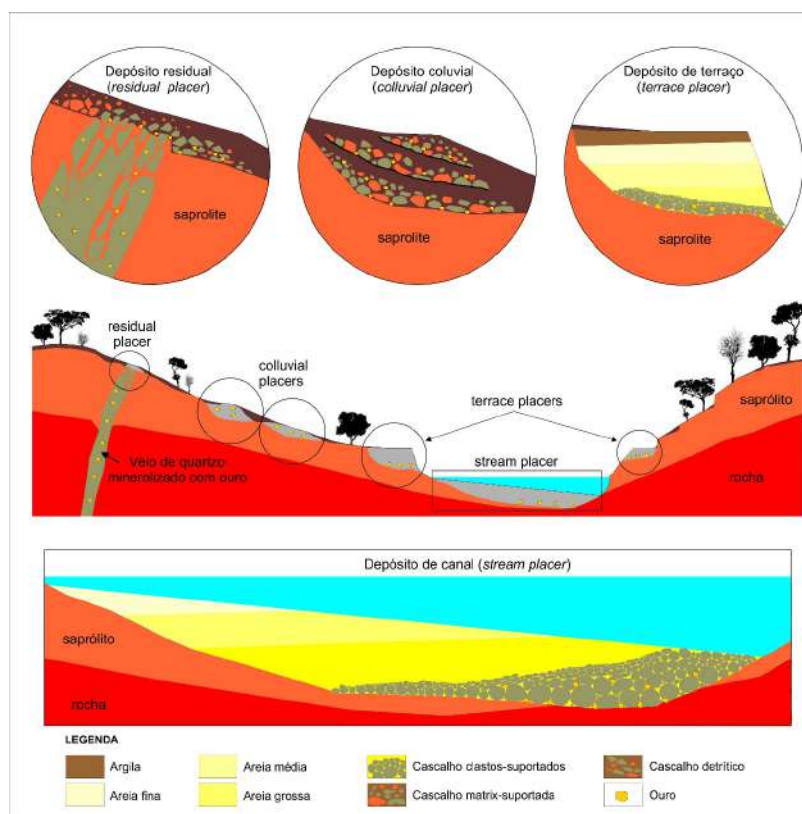 Depósito residual
(residual placer)
saprolite
Depósito coluvial
(colluvial placer)
saprolite
Depósito de terraço
(terrace placer)
saprolite
residual
placer
colluvial
placers
terrace placers
stream placer
saprólito
rocha
Veio de quartzo
mineralizado com ouro
Depósito de canal (stream placer)
saprólito
rocha
LEGENDA
Argila
Areia média
Cascalho clastos-suportados
Cascalho detrítico
Areia fina
Areia grossa
Cascalho matrix-suportada
Ouro